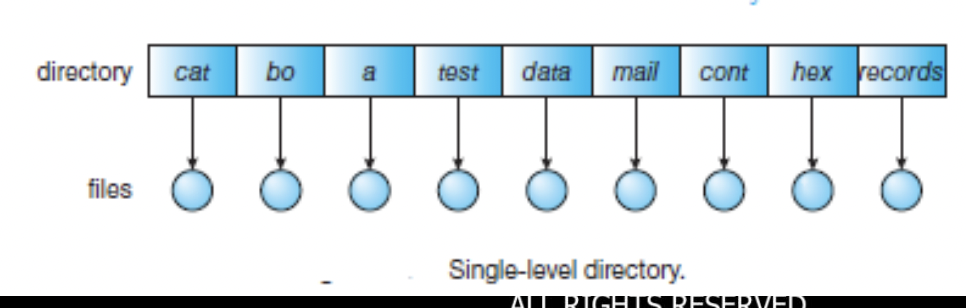 directory cat bo a test data mail cont hex records
files
Single-level directory.
ALL RIGHTS RESERVED